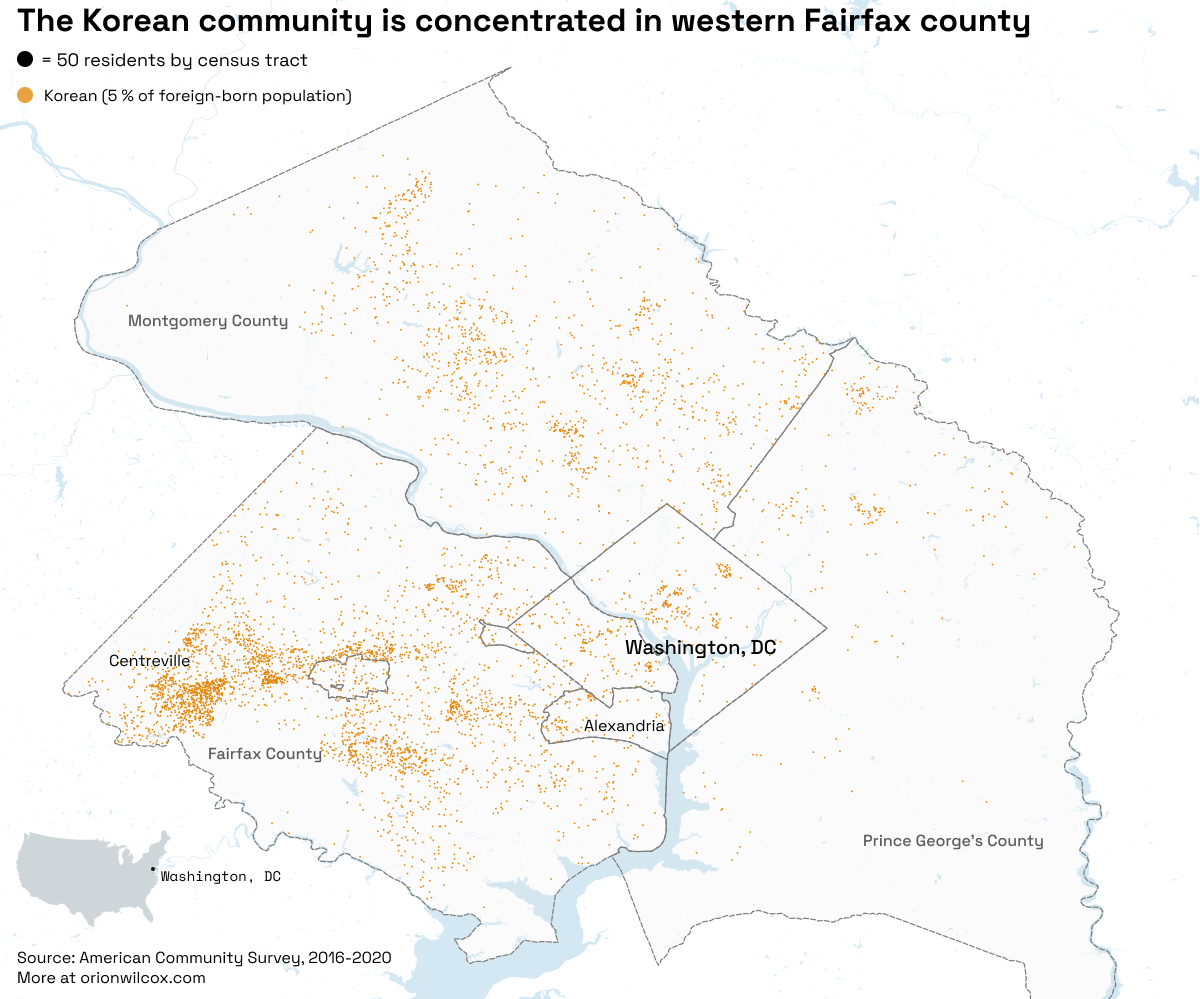 The Korean community is concentrated in western Fairfax county
= 50 residents by census tract
Korean (5 % of foreign-born population)
Montgomery County
Washington, DC
Centreville
Alexandria
Fairfax County
Prince George's County
Washington, DC
Source: American Community Survey, 2016-2020
More at orionwilcox.com